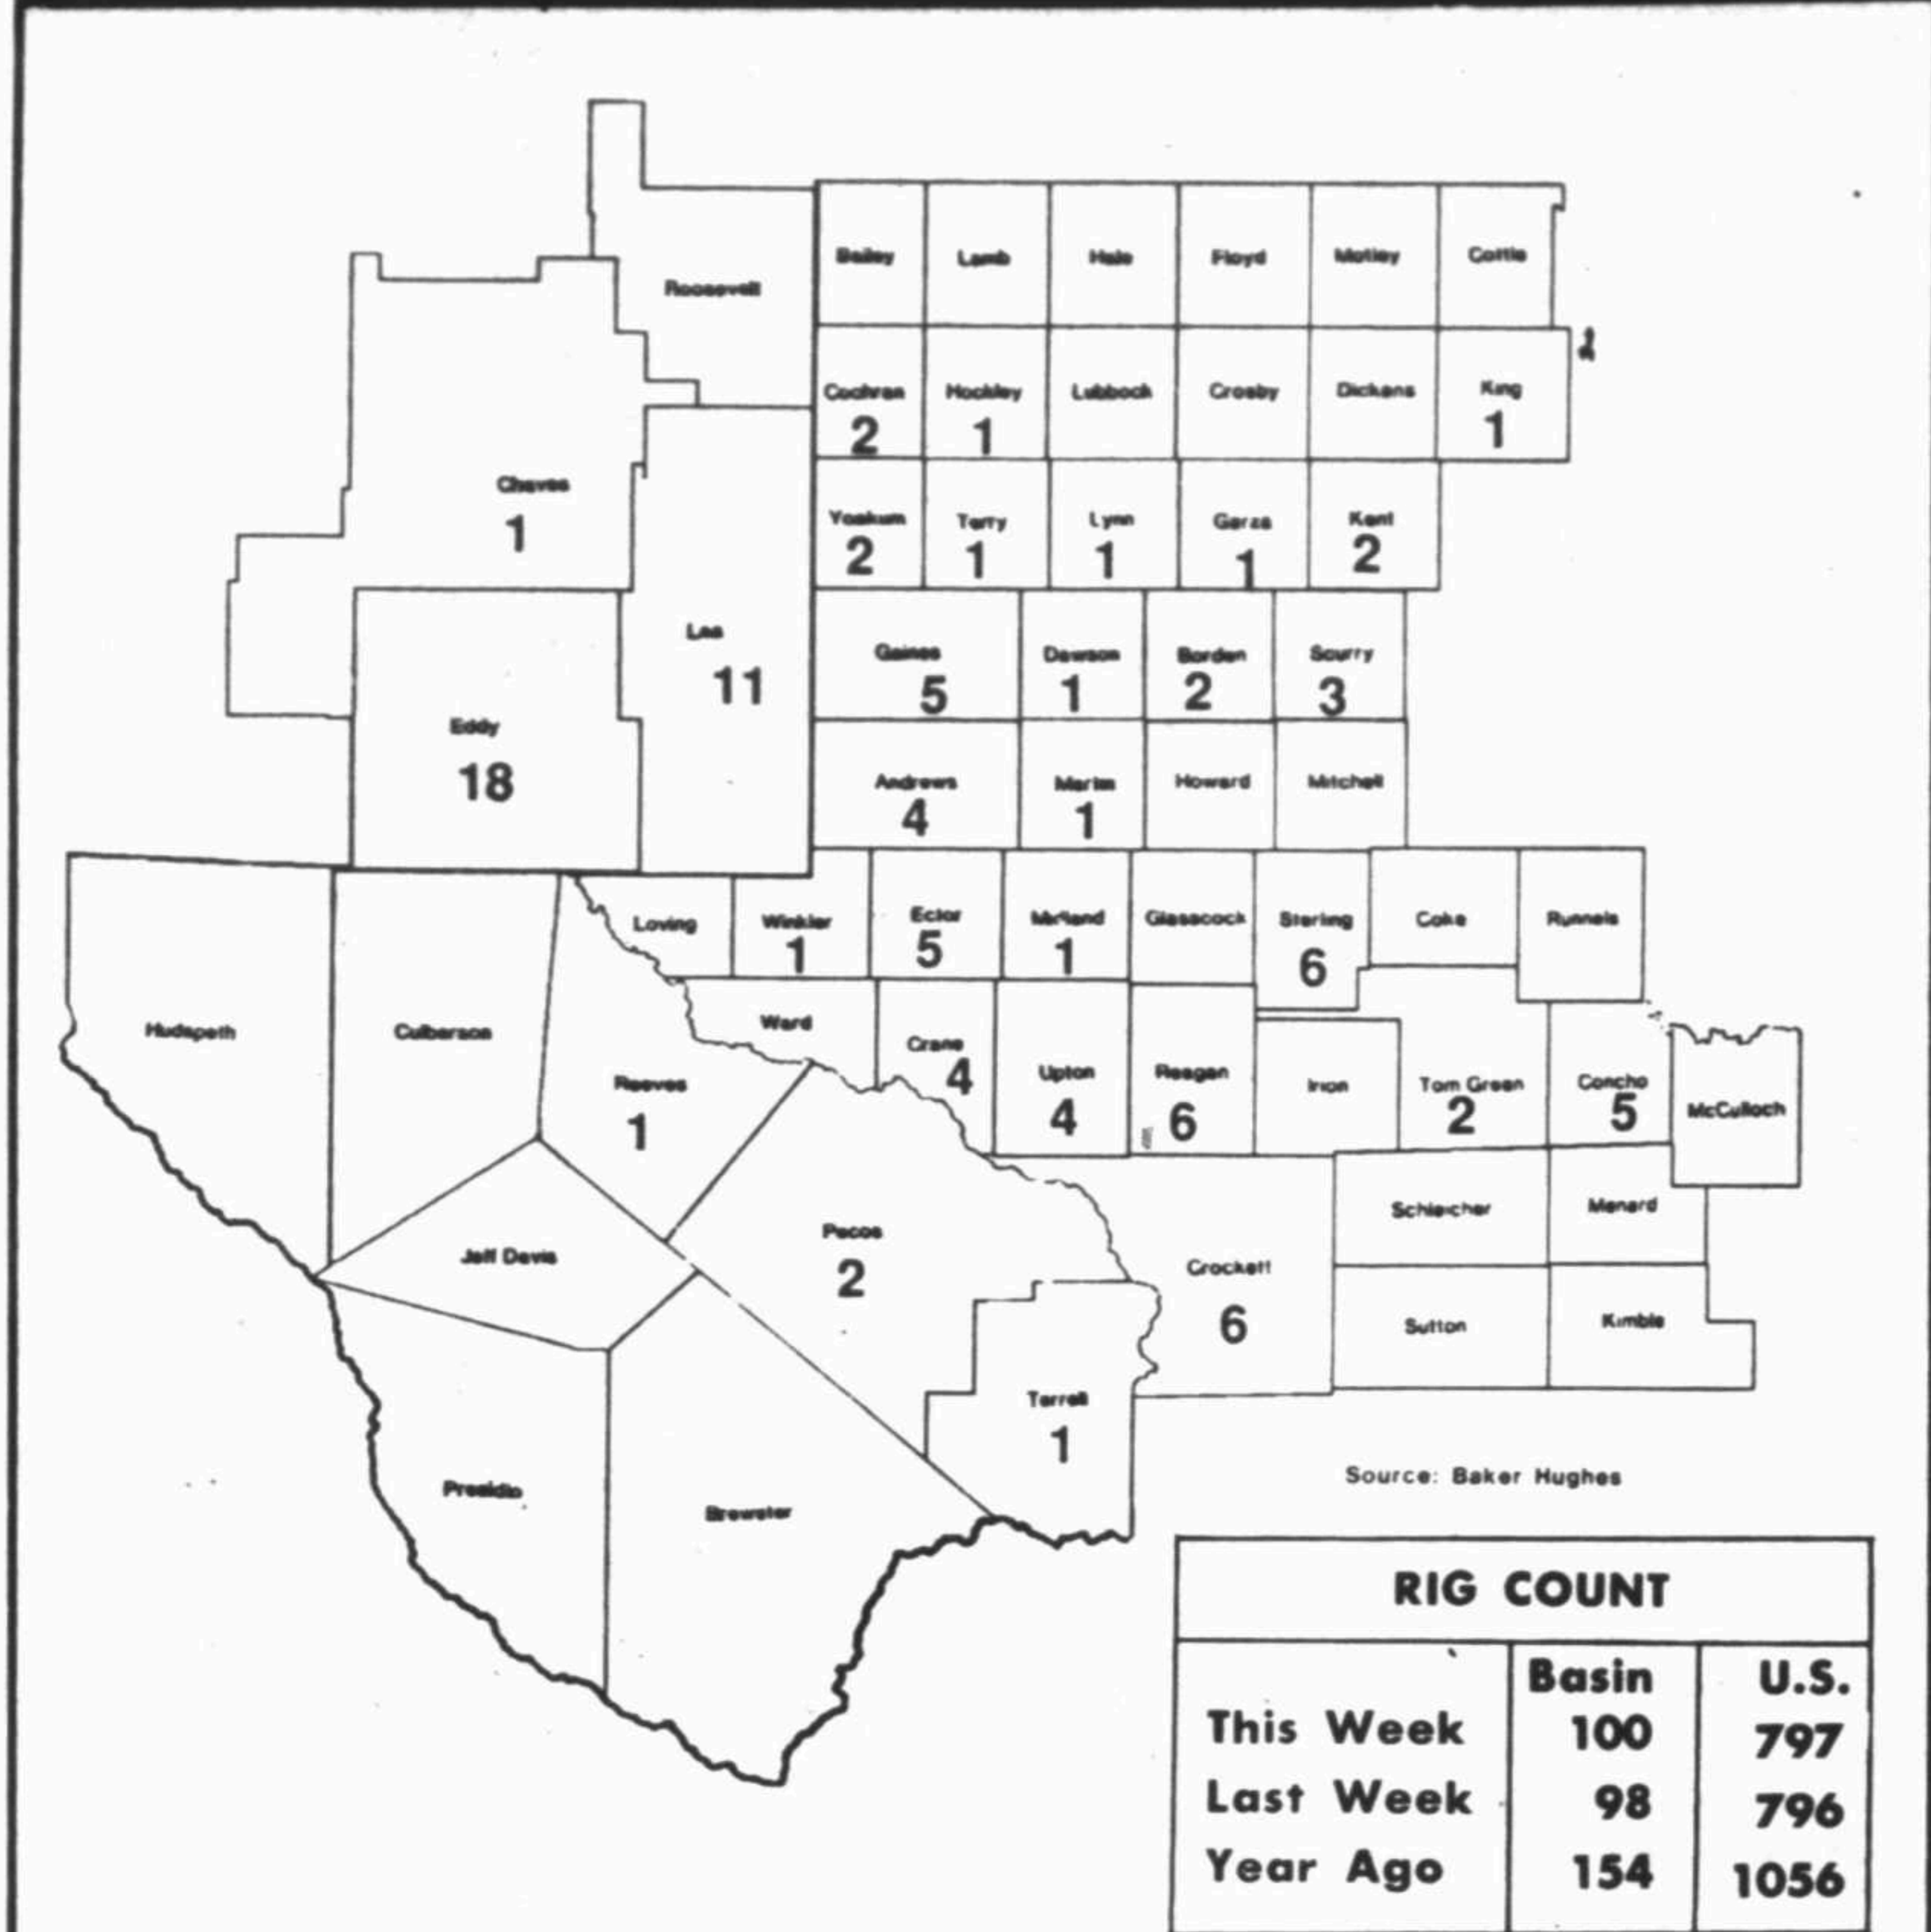 Bailey Lamb Hale Floyd Motley Cottle
Roosevelt
Cochran Hockley Lubbock Crosby Dickens King
2 1 1
Chaves
1
Yoakum Terry Lynn Garza Kent
2 1 1 1 2
Lea
11
Gaines Dawson Borden Scurry
5 1 2 3
Eddy
18
Andrews Martin Howard Mitchell
4 1
Loving Winkler Ector Midland Glasscock Sterling Coke Runnels
1 5 1 6
Hudspeth Culberson Ward Crane
4
Reeves Upton Reagan Irion Tom Green Concho McCulloch
1 4 6 2 5
Schleicher Menard
Jeff Davis Pecos Crockett
2 6
Sutton Kimble
Terrell
1
Presidio Brewster
Source: Baker Hughes
RIG COUNT
Basin U.S.
This Week 100 797
Last Week 98 796
Year Ago 154 1056